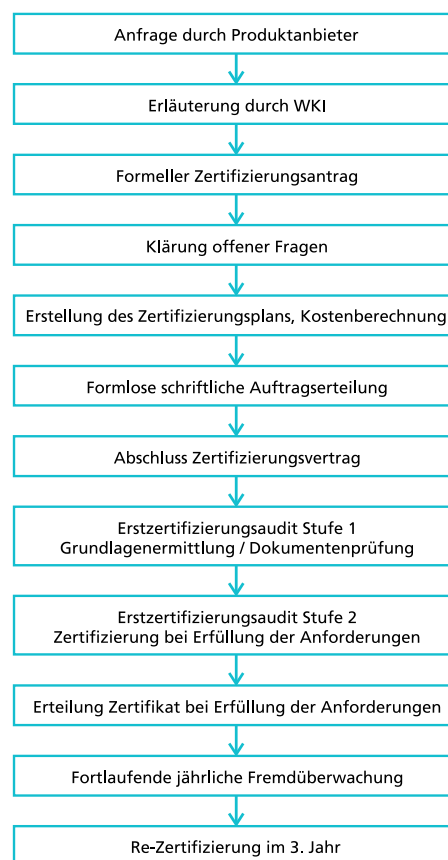 Anfrage durch Produktanbieter
Erläuterung durch WKI
Formeller Zertifizierungsantrag
Klärung offener Fragen
Erstellung des Zertifizierungsplans, Kostenberechnung
Formlose schriftliche Auftragserteilung
Abschluss Zertifizierungsvertrag
Erstzertifizierungsaudit Stufe 1
Grundlagenermittlung / Dokumentenprüfung
Erstzertifizierungsaudit Stufe 2
Zertifizierung bei Erfüllung der Anforderungen
Erteilung Zertifikat bei Erfüllung der Anforderungen
Fortlaufende jährliche Fremdüberwachung
Re-Zertifizierung im 3. Jahr